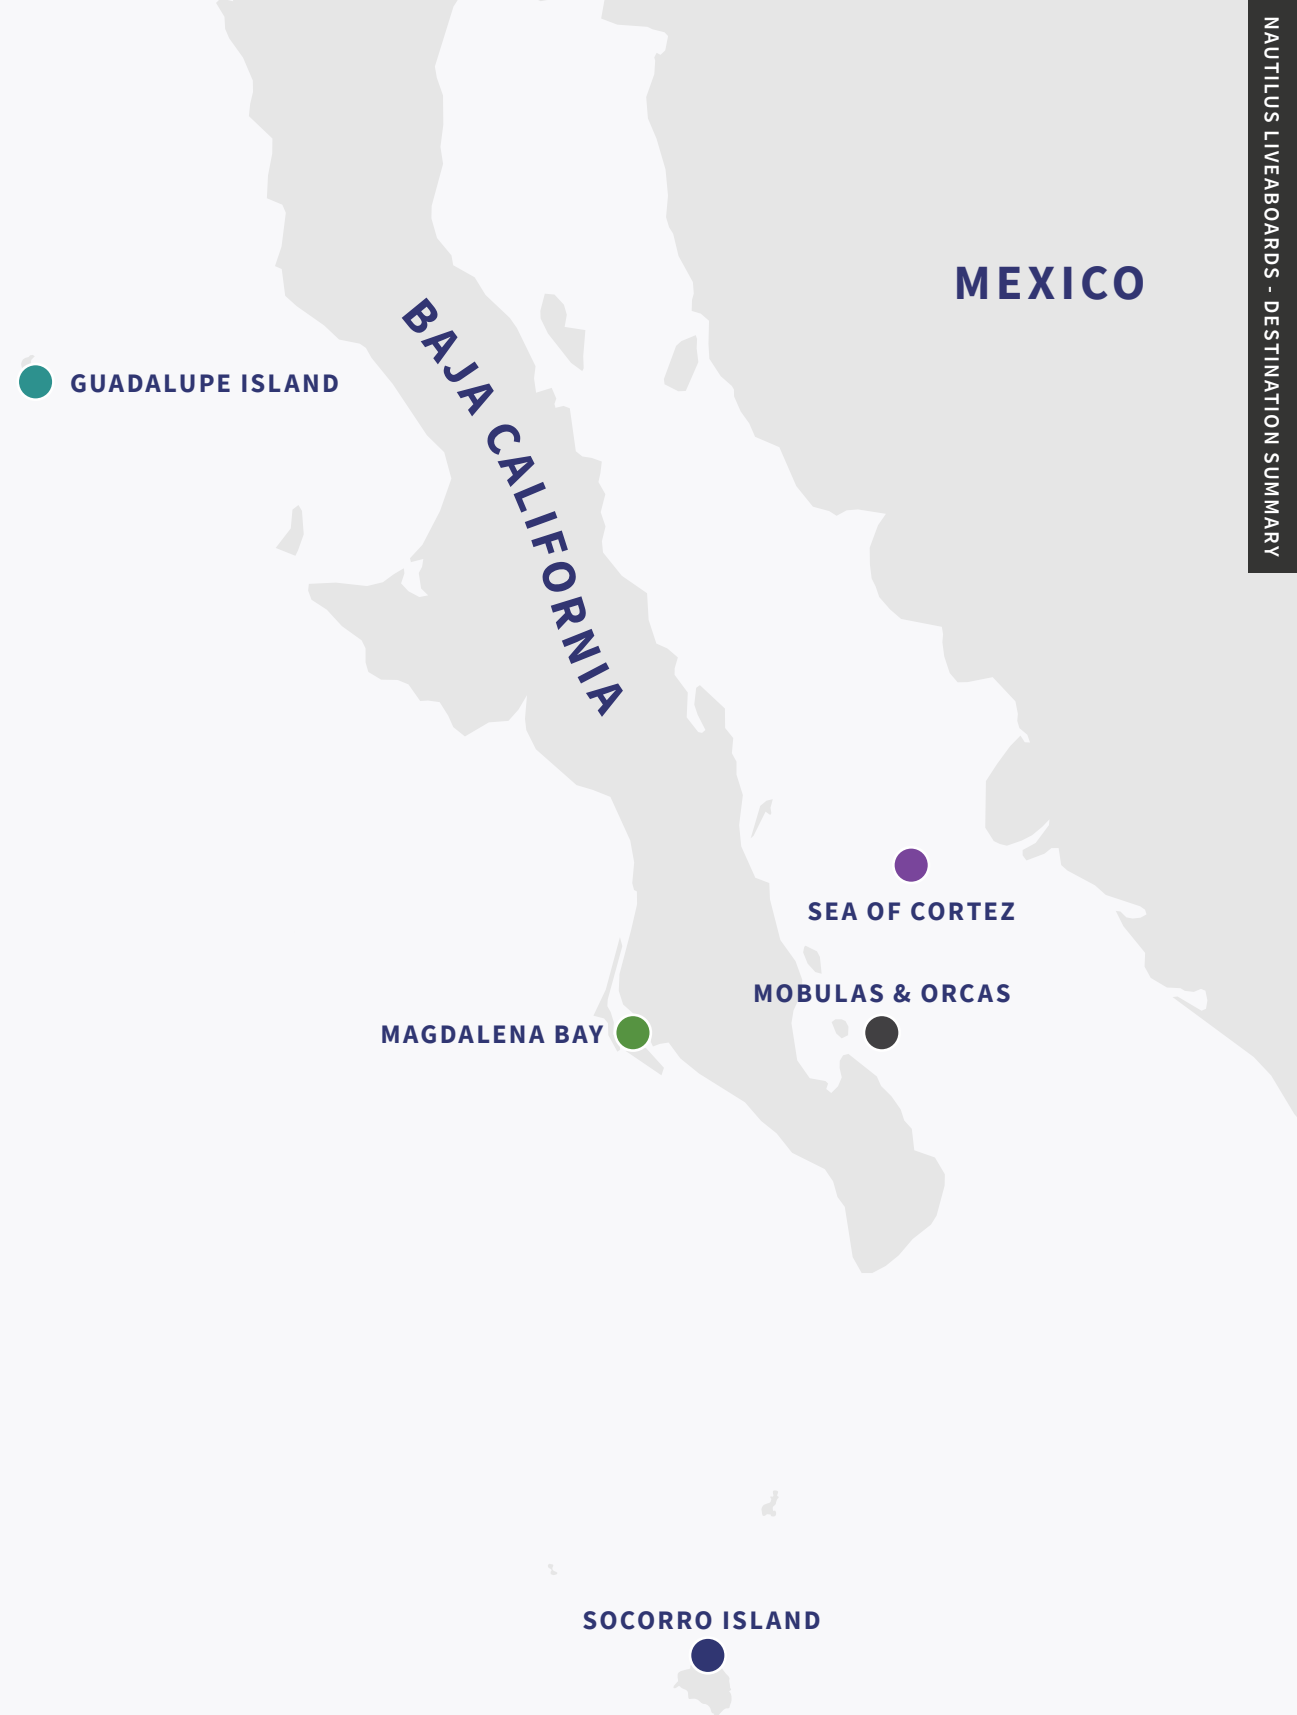 NAUTILUS LIVEABOARDS - DESTINATION SUMMARY
MEXICO
BAJA CALIFORNIA
GUADALUPE ISLAND
SEA OF CORTEZ
MOBULAS & ORCAS
MAGDALENA BAY
SOCORRO ISLAND